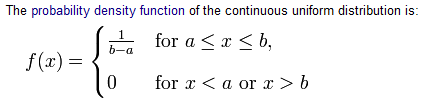 The probability density function of the continuous uniform distribution is:
f(x) = { 1/(b−a) for a ≤ x ≤ b,
0 for x < a or x > b